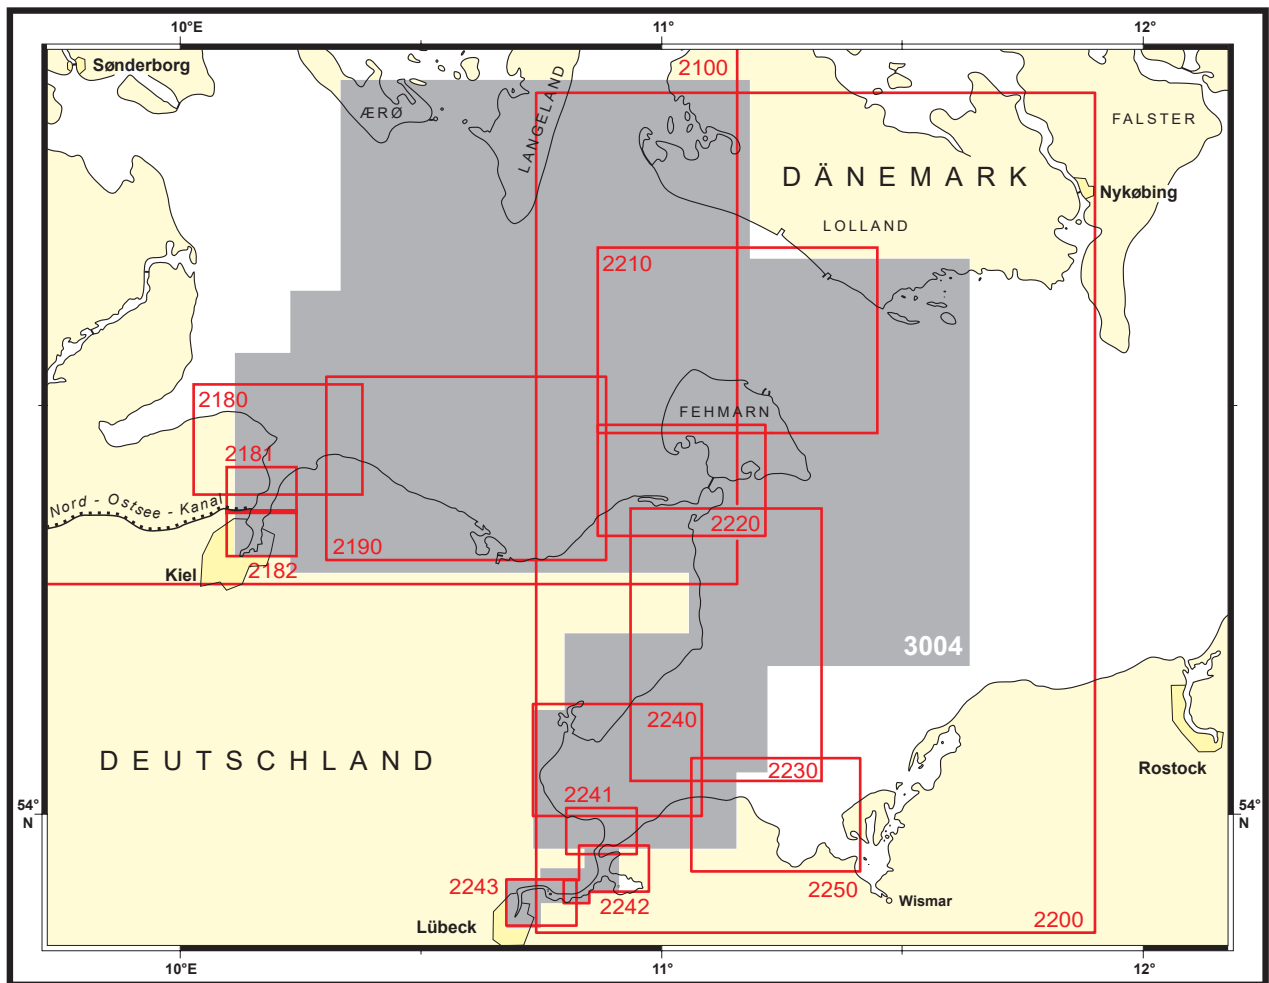 10°E
11°
12°
Sønderborg
2100
ÆRØ
LANGELAND
FALSTER
DÄNEMARK
Nykøbing
LOLLAND
2210
2180
FEHMARN
2181
Nord - Ostsee - Kanal
2220
2190
Kiel
2182
3004
2240
DEUTSCHLAND
2230
Rostock
2241
54°
N
54°
N
2243
2250
Wismar
2242
2200
Lübeck
10°E
11°
12°